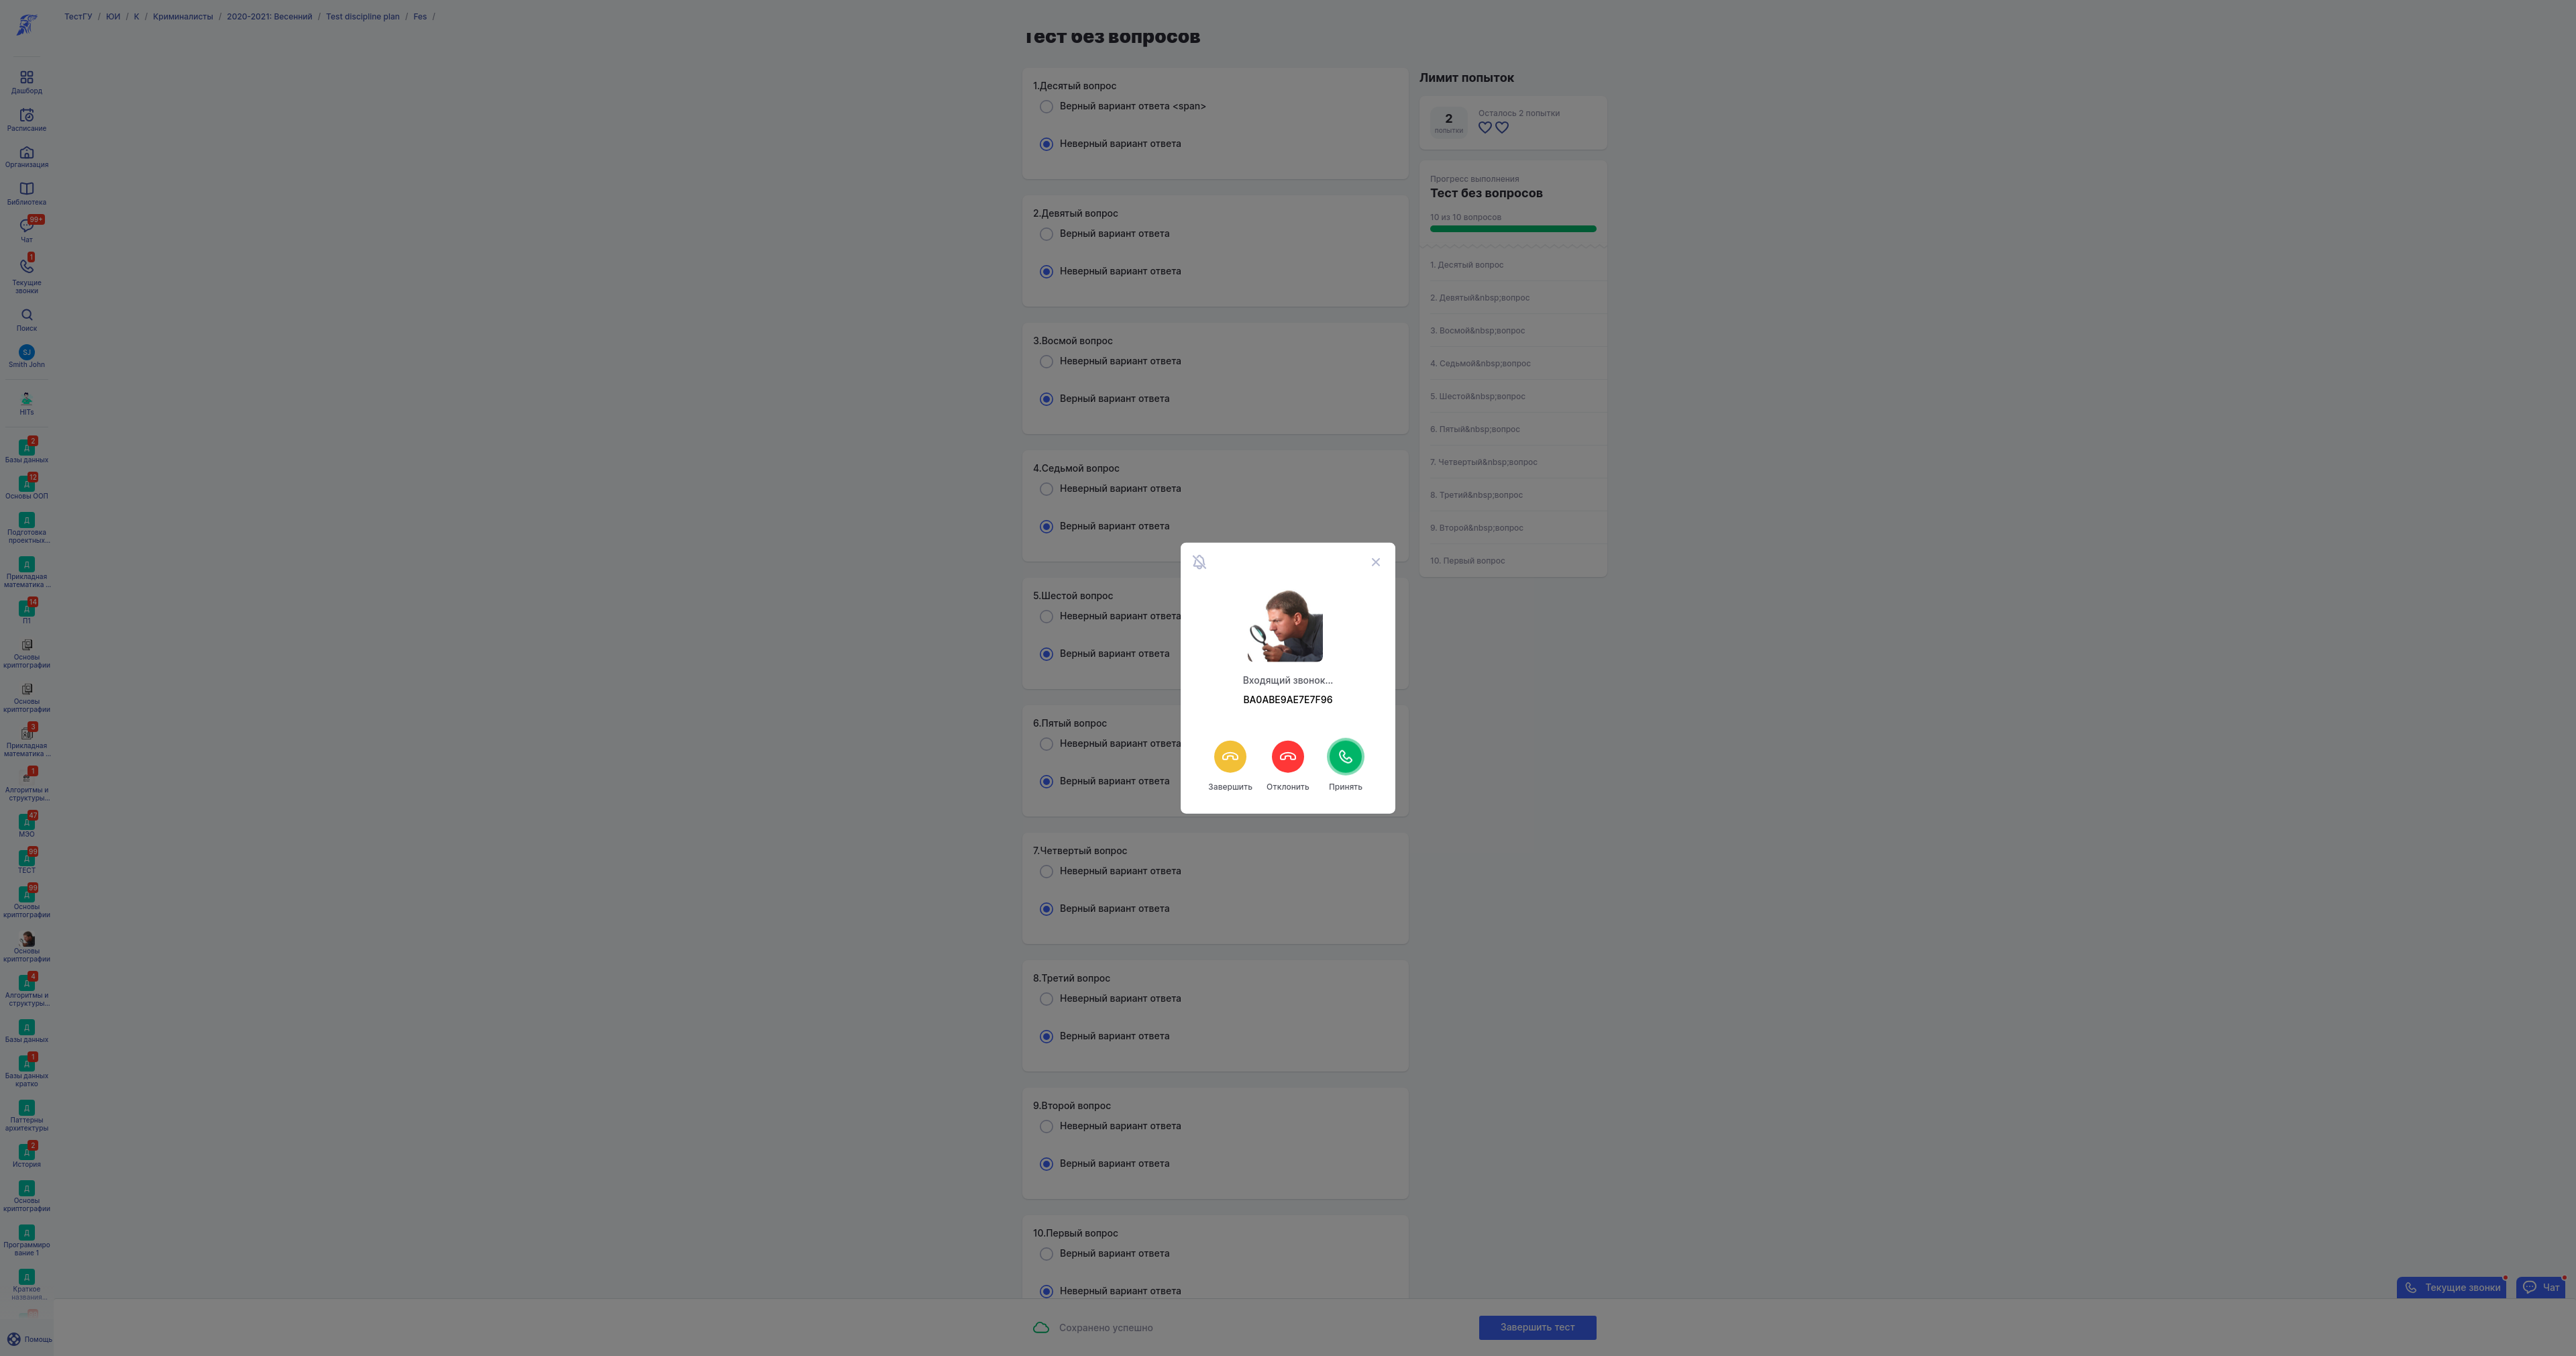 ТестГУ / ЮИ / К / Криминалисты / 2020-2021: Весенний / Test discipline plan / Fes /
Дашборд
Расписание
Организация
Библиотека
99+
Чат
1
Текущие
звонки
Поиск
SJ
Smith John
HITs
2
Д
Базы данных
12
Д
Основы ООП
Д
Подготовка
проектных...
Д
Прикладная
математика ...
14
Д
П1
Основы
криптографии
Основы
криптографии
3
Прикладная
математика ...
1
Алгоритмы и
структуры...
47
Д
МЭО
99
Д
ТЕСТ
99
Д
Основы
криптографии
Основы
криптографии
4
Д
Алгоритмы и
структуры...
Д
Базы данных
1
Д
Базы данных
кратко
Д
Паттерны
архитектуры
2
Д
История
Д
Основы
криптографии
Д
Программиро
вание 1
Д
Краткое
названия...
Помощь
Тест без вопросов
1.Десятый вопрос
Верный вариант ответа <span>
Неверный вариант ответа
2.Девятый вопрос
Верный вариант ответа
Неверный вариант ответа
3.Восмой вопрос
Неверный вариант ответа
Верный вариант ответа
4.Седьмой вопрос
Неверный вариант ответа
Верный вариант ответа
5.Шестой вопрос
Неверный вариант ответа
Верный вариант ответа
6.Пятый вопрос
Неверный вариант ответа
Верный вариант ответа
7.Четвертый вопрос
Неверный вариант ответа
Верный вариант ответа
8.Третий вопрос
Неверный вариант ответа
Верный вариант ответа
9.Второй вопрос
Неверный вариант ответа
Верный вариант ответа
10.Первый вопрос
Верный вариант ответа
Неверный вариант ответа
Лимит попыток
2
попытки
Осталось 2 попытки
Прогресс выполнения
Тест без вопросов
10 из 10 вопросов
1. Десятый вопрос
2. Девятый&nbsp;вопрос
3. Восмой&nbsp;вопрос
4. Седьмой&nbsp;вопрос
5. Шестой&nbsp;вопрос
6. Пятый&nbsp;вопрос
7. Четвертый&nbsp;вопрос
8. Третий&nbsp;вопрос
9. Второй&nbsp;вопрос
10. Первый вопрос
Входящий звонок...
BA0ABE9AE7E7F96
Завершить
Отклонить
Принять
Текущие звонки
Чат
Сохранено успешно
Завершить тест